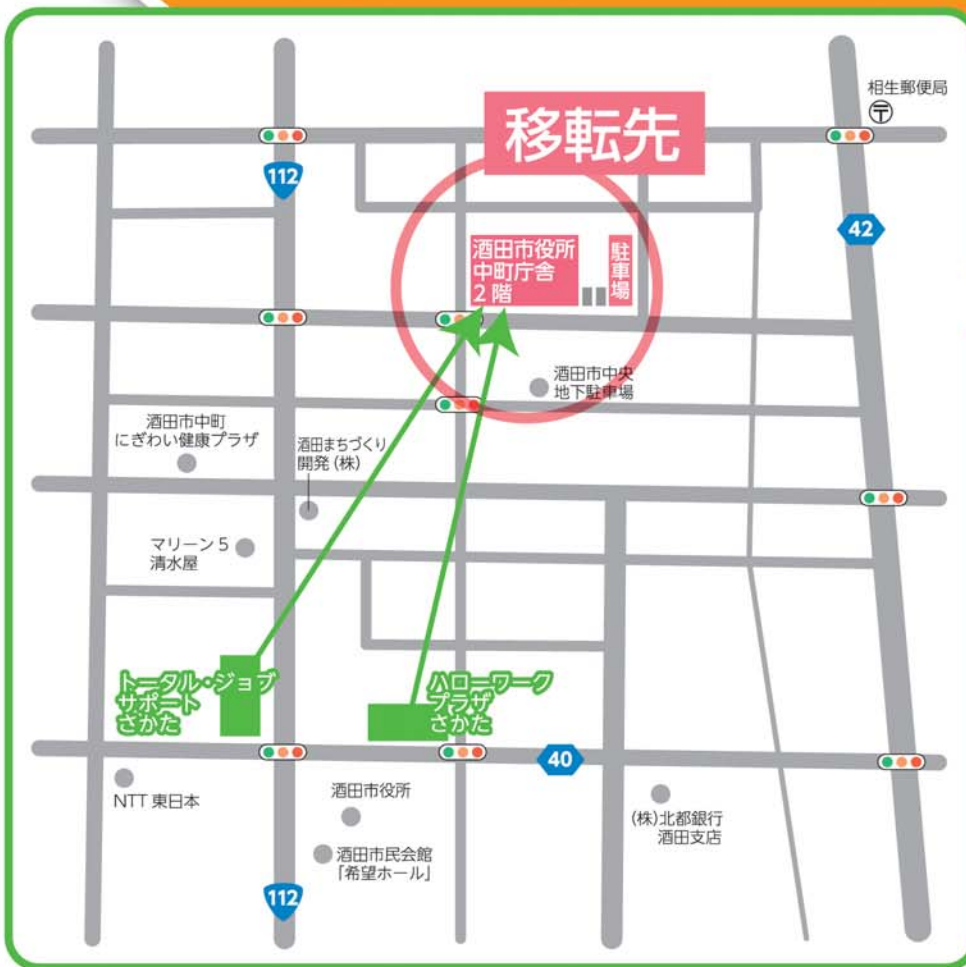 相生郵便局
〒
移転先
112
42
酒田市役所
中町庁舎
2階
駐車場
酒田市中央
地下駐車場
酒田市中町
にぎわい健康プラザ
酒田まちづくり
開発(株)
マリーン5
清水屋
トータル・ジョブ
サポート
さかた
ハローワーク
プラザ
さかた
40
NTT 東日本
酒田市役所
(株)北都銀行
酒田支店
酒田市民会館
「希望ホール」
112